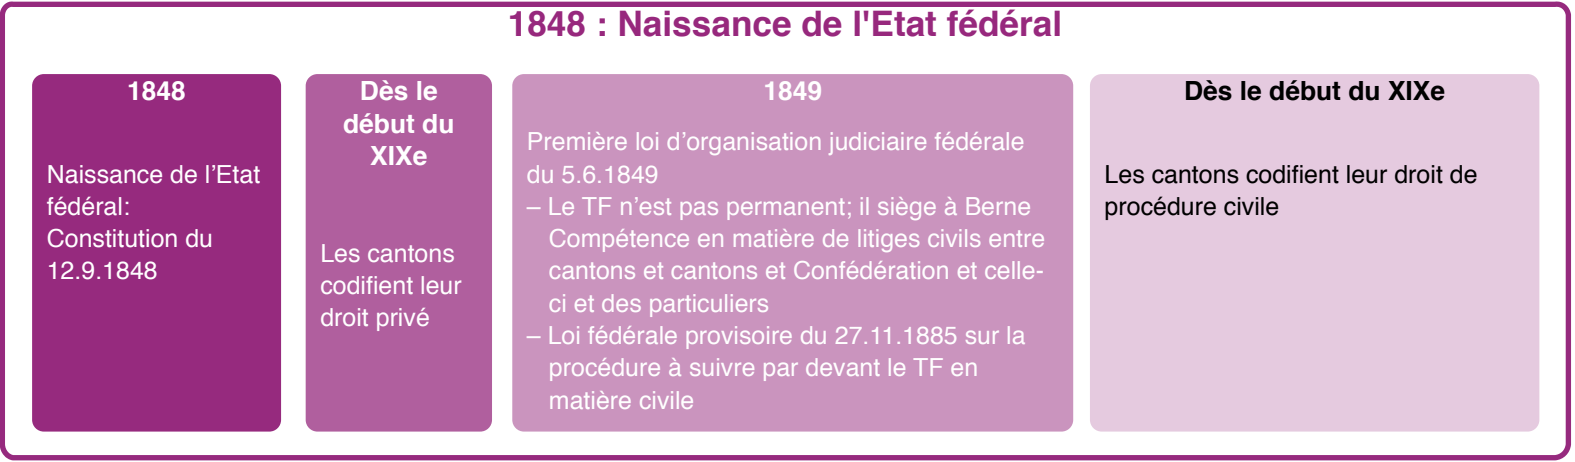 1848 : Naissance de l'Etat fédéral
1848
Naissance de l’Etat
fédéral:
Constitution du
12.9.1848
Dès le
début du
XIXe
Les cantons
codifient leur
droit privé
1849
Première loi d’organisation judiciaire fédérale
du 5.6.1849
– Le TF n’est pas permanent; il siège à Berne
Compétence en matière de litiges civils entre
cantons et cantons et Confédération et celle-
ci et des particuliers
– Loi fédérale provisoire du 27.11.1885 sur la
procédure à suivre par devant le TF en
matière civile
Dès le début du XIXe
Les cantons codifient leur droit de
procédure civile